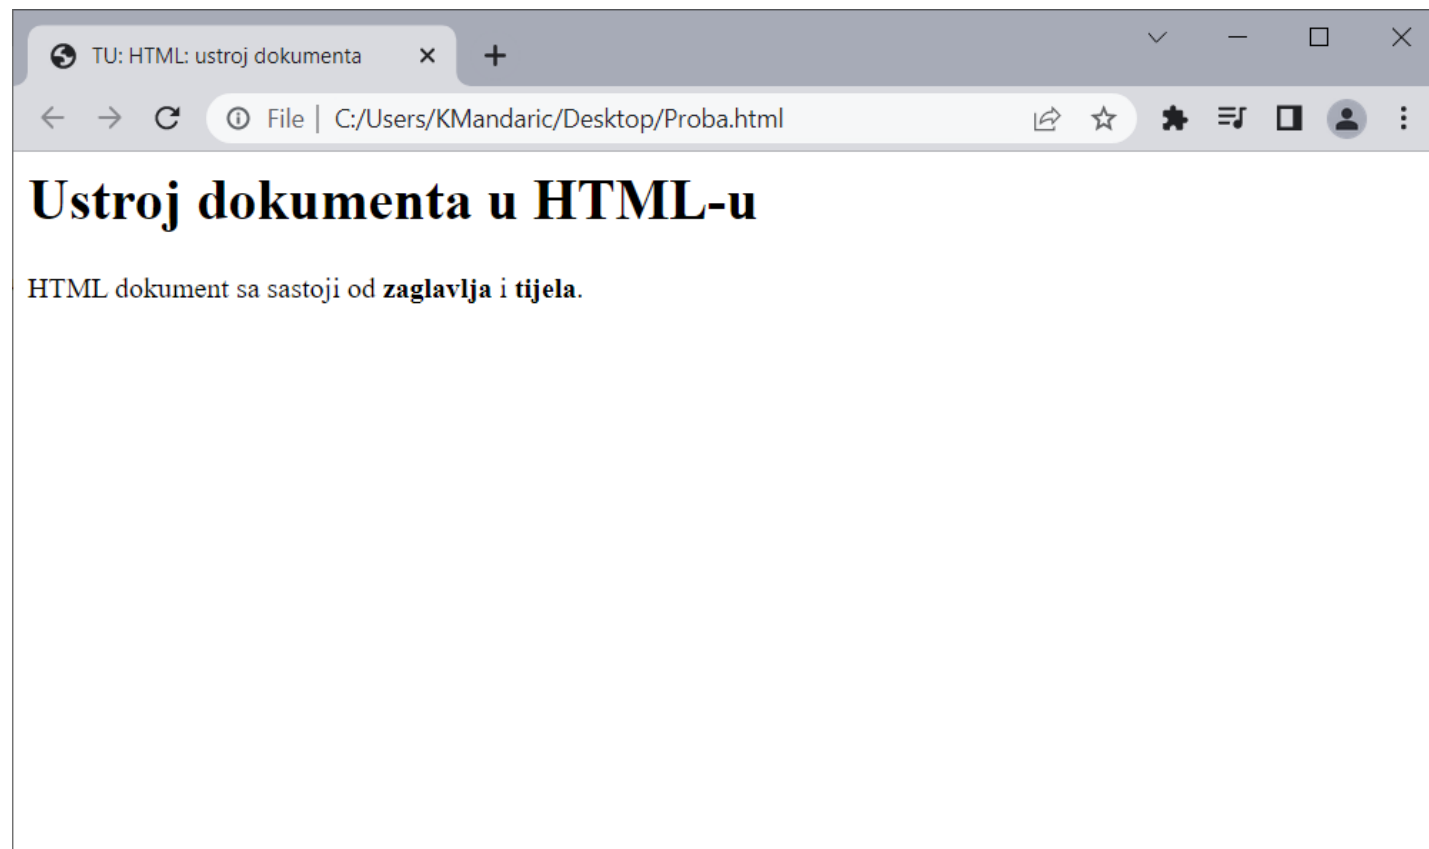 TU: HTML: ustroj dokumenta
File | C:/Users/KMandaric/Desktop/Proba.html
Ustroj dokumenta u HTML-u
HTML dokument sa sastoji od zaglavlja i tijela.